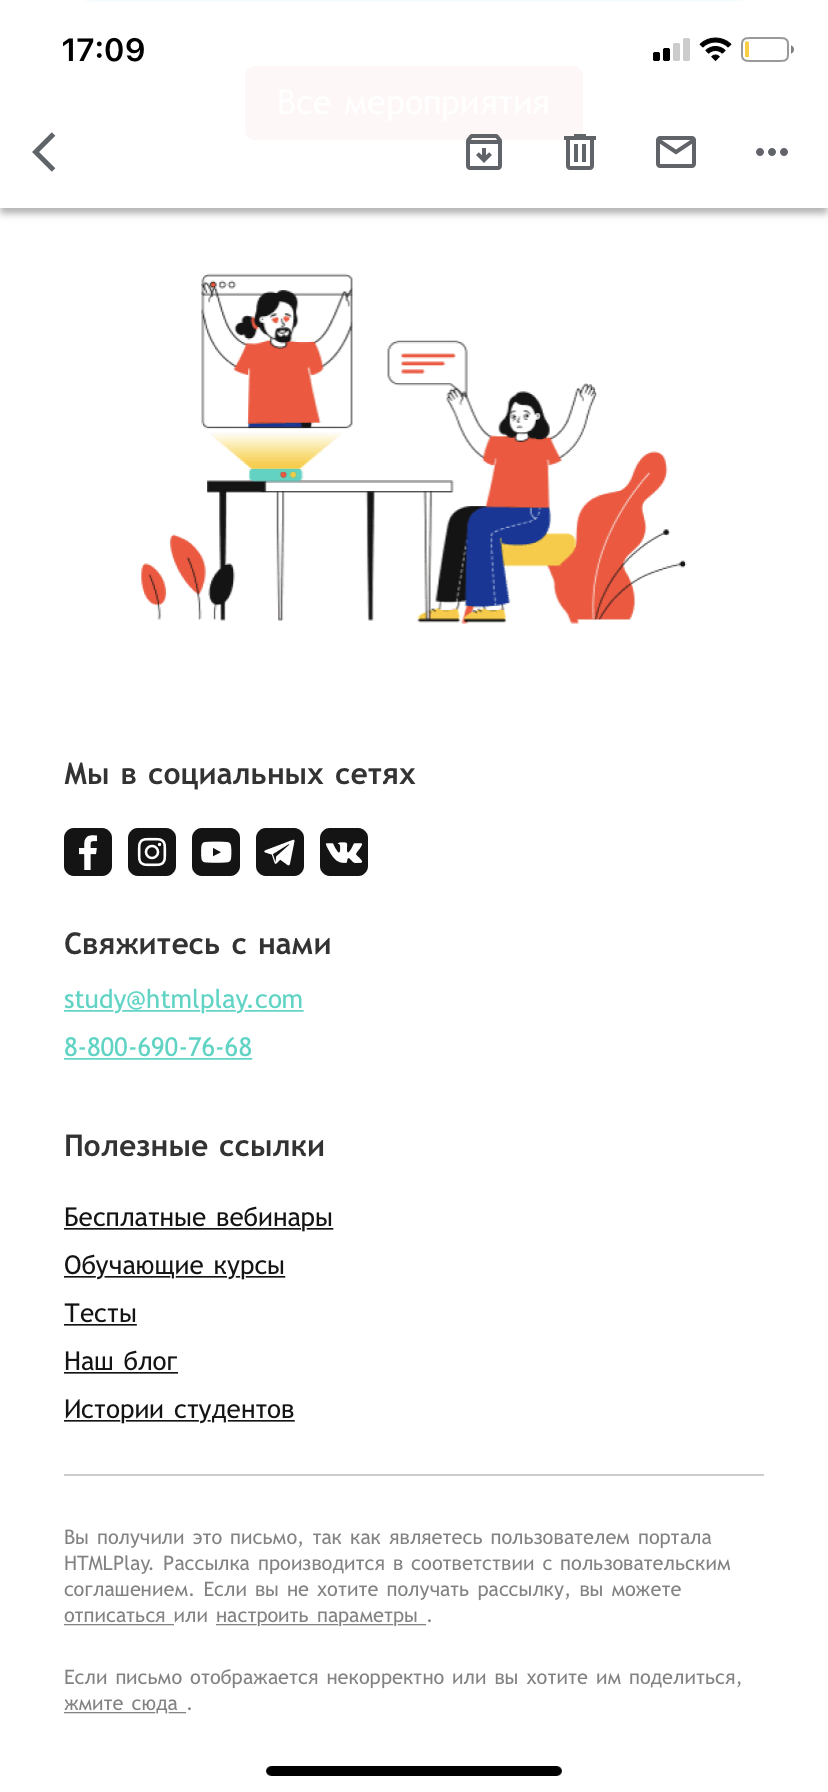 17:09
Все мероприятия
Мы в социальных сетях
Свяжитесь с нами
study@htmlplay.com
8-800-690-76-68
Полезные ссылки
Бесплатные вебинары
Обучающие курсы
Тесты
Наш блог
Истории студентов
Вы получили это письмо, так как являетесь пользователем портала
HTMLPlay. Рассылка производится в соответствии с пользовательским
соглашением. Если вы не хотите получать рассылку, вы можете
отписаться или настроить параметры .
Если письмо отображается некорректно или вы хотите им поделиться,
жмите сюда .